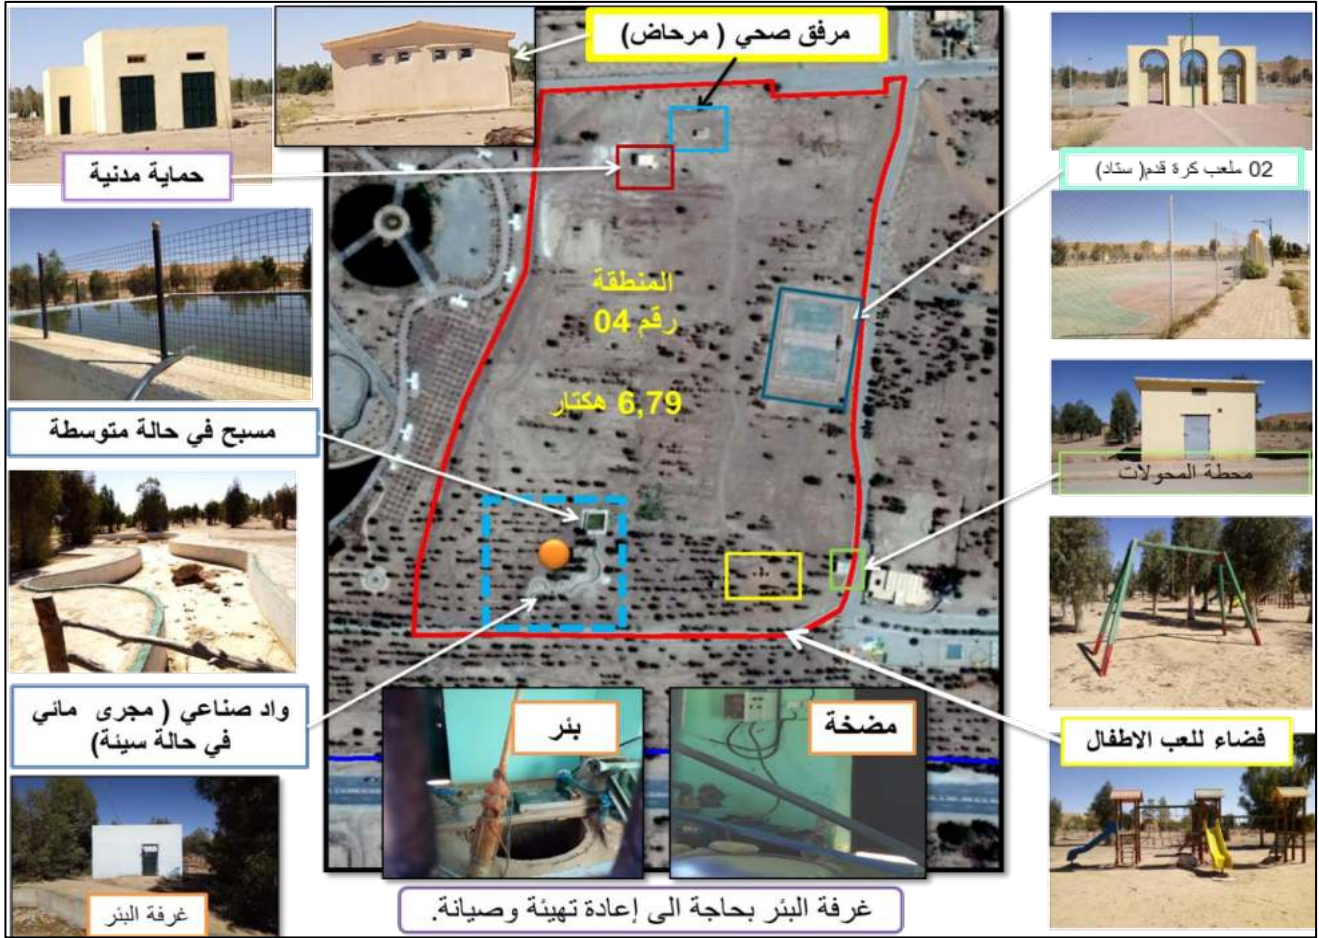 مرفق صحي ( مرحاض)
حماية مدنية
02 ملعب كرة قدم( ستاد)
المنطقة
رقم 04
6,79 هكتار
مسبح في حالة متوسطة
محطة المحولات
واد صناعي ( مجرى مائي
في حالة سيئة)
بئر
مضخة
فضاء للعب الاطفال
غرفة البئر
غرفة البئر بحاجة الى إعادة تهيئة وصيانة.